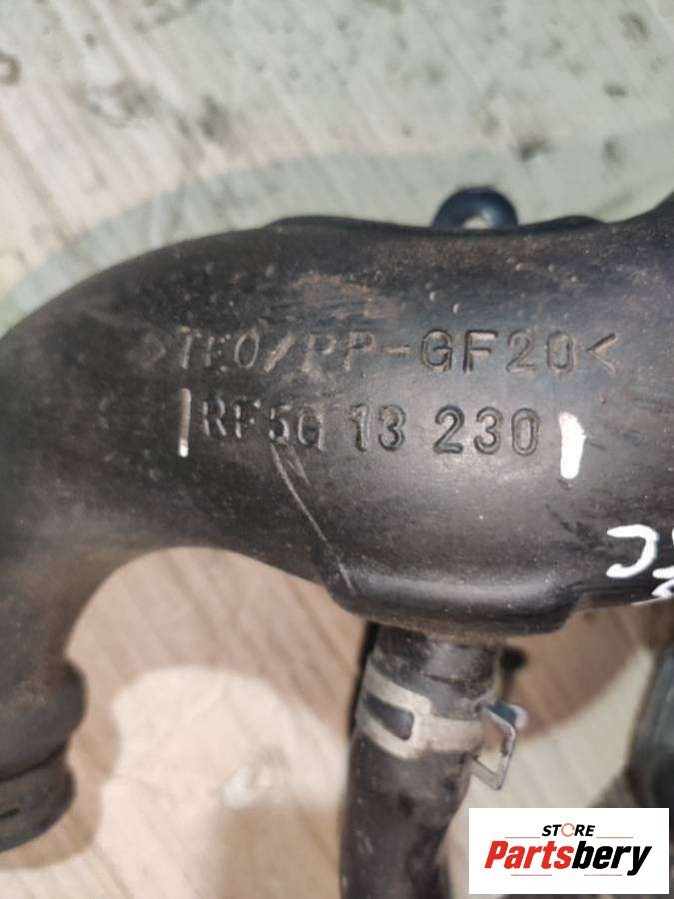 >TEO/PP-GF20<
RF5G 13 230
STORE
Partsbery